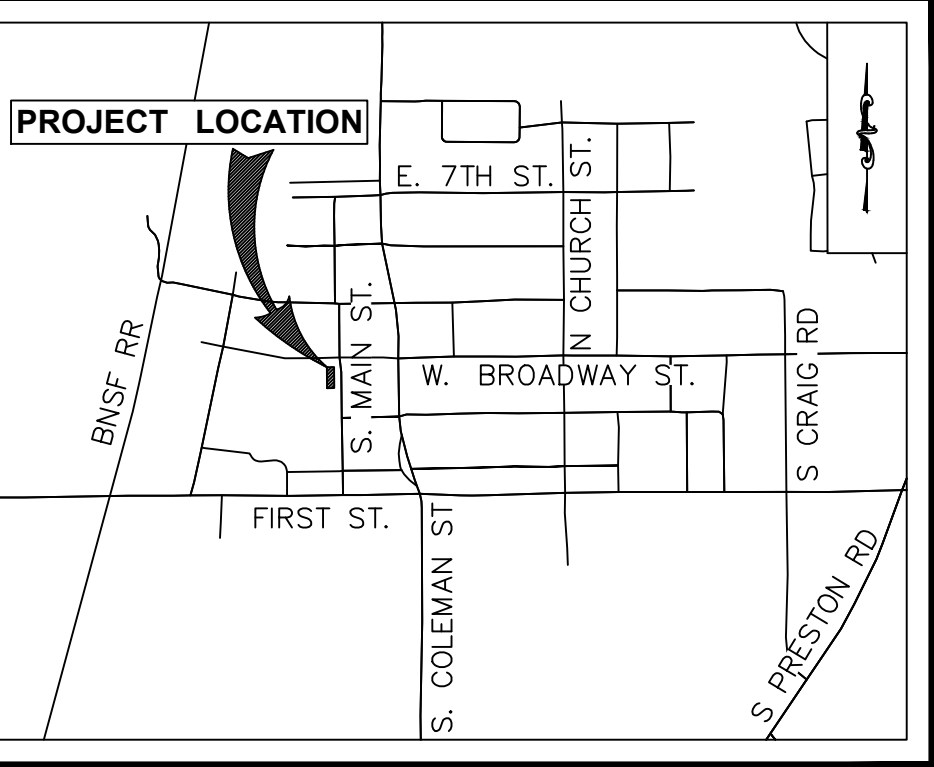 PROJECT LOCATION
E. 7TH ST.
N CHURCH ST.
S. MAIN ST.
W. BROADWAY ST.
BNSF RR
S CRAIG RD
FIRST ST.
S. COLEMAN ST
S PRESTON RD